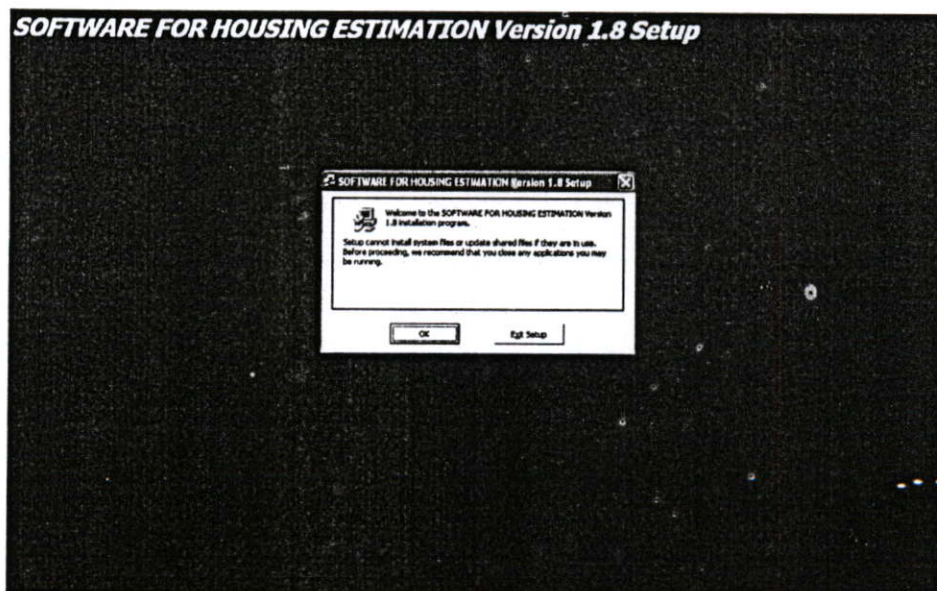 SOFTWARE FOR HOUSING ESTIMATION Version 1.8 Setup
SOFTWARE FOR HOUSING ESTIMATION Version 1.8 Setup
Welcome to the SOFTWARE FOR HOUSING ESTIMATION Version
1.8 installation program.
Setup cannot install system files or update shared files if they are in use.
Before proceeding, we recommend that you close any applications you may
be running.
OK
Exit Setup